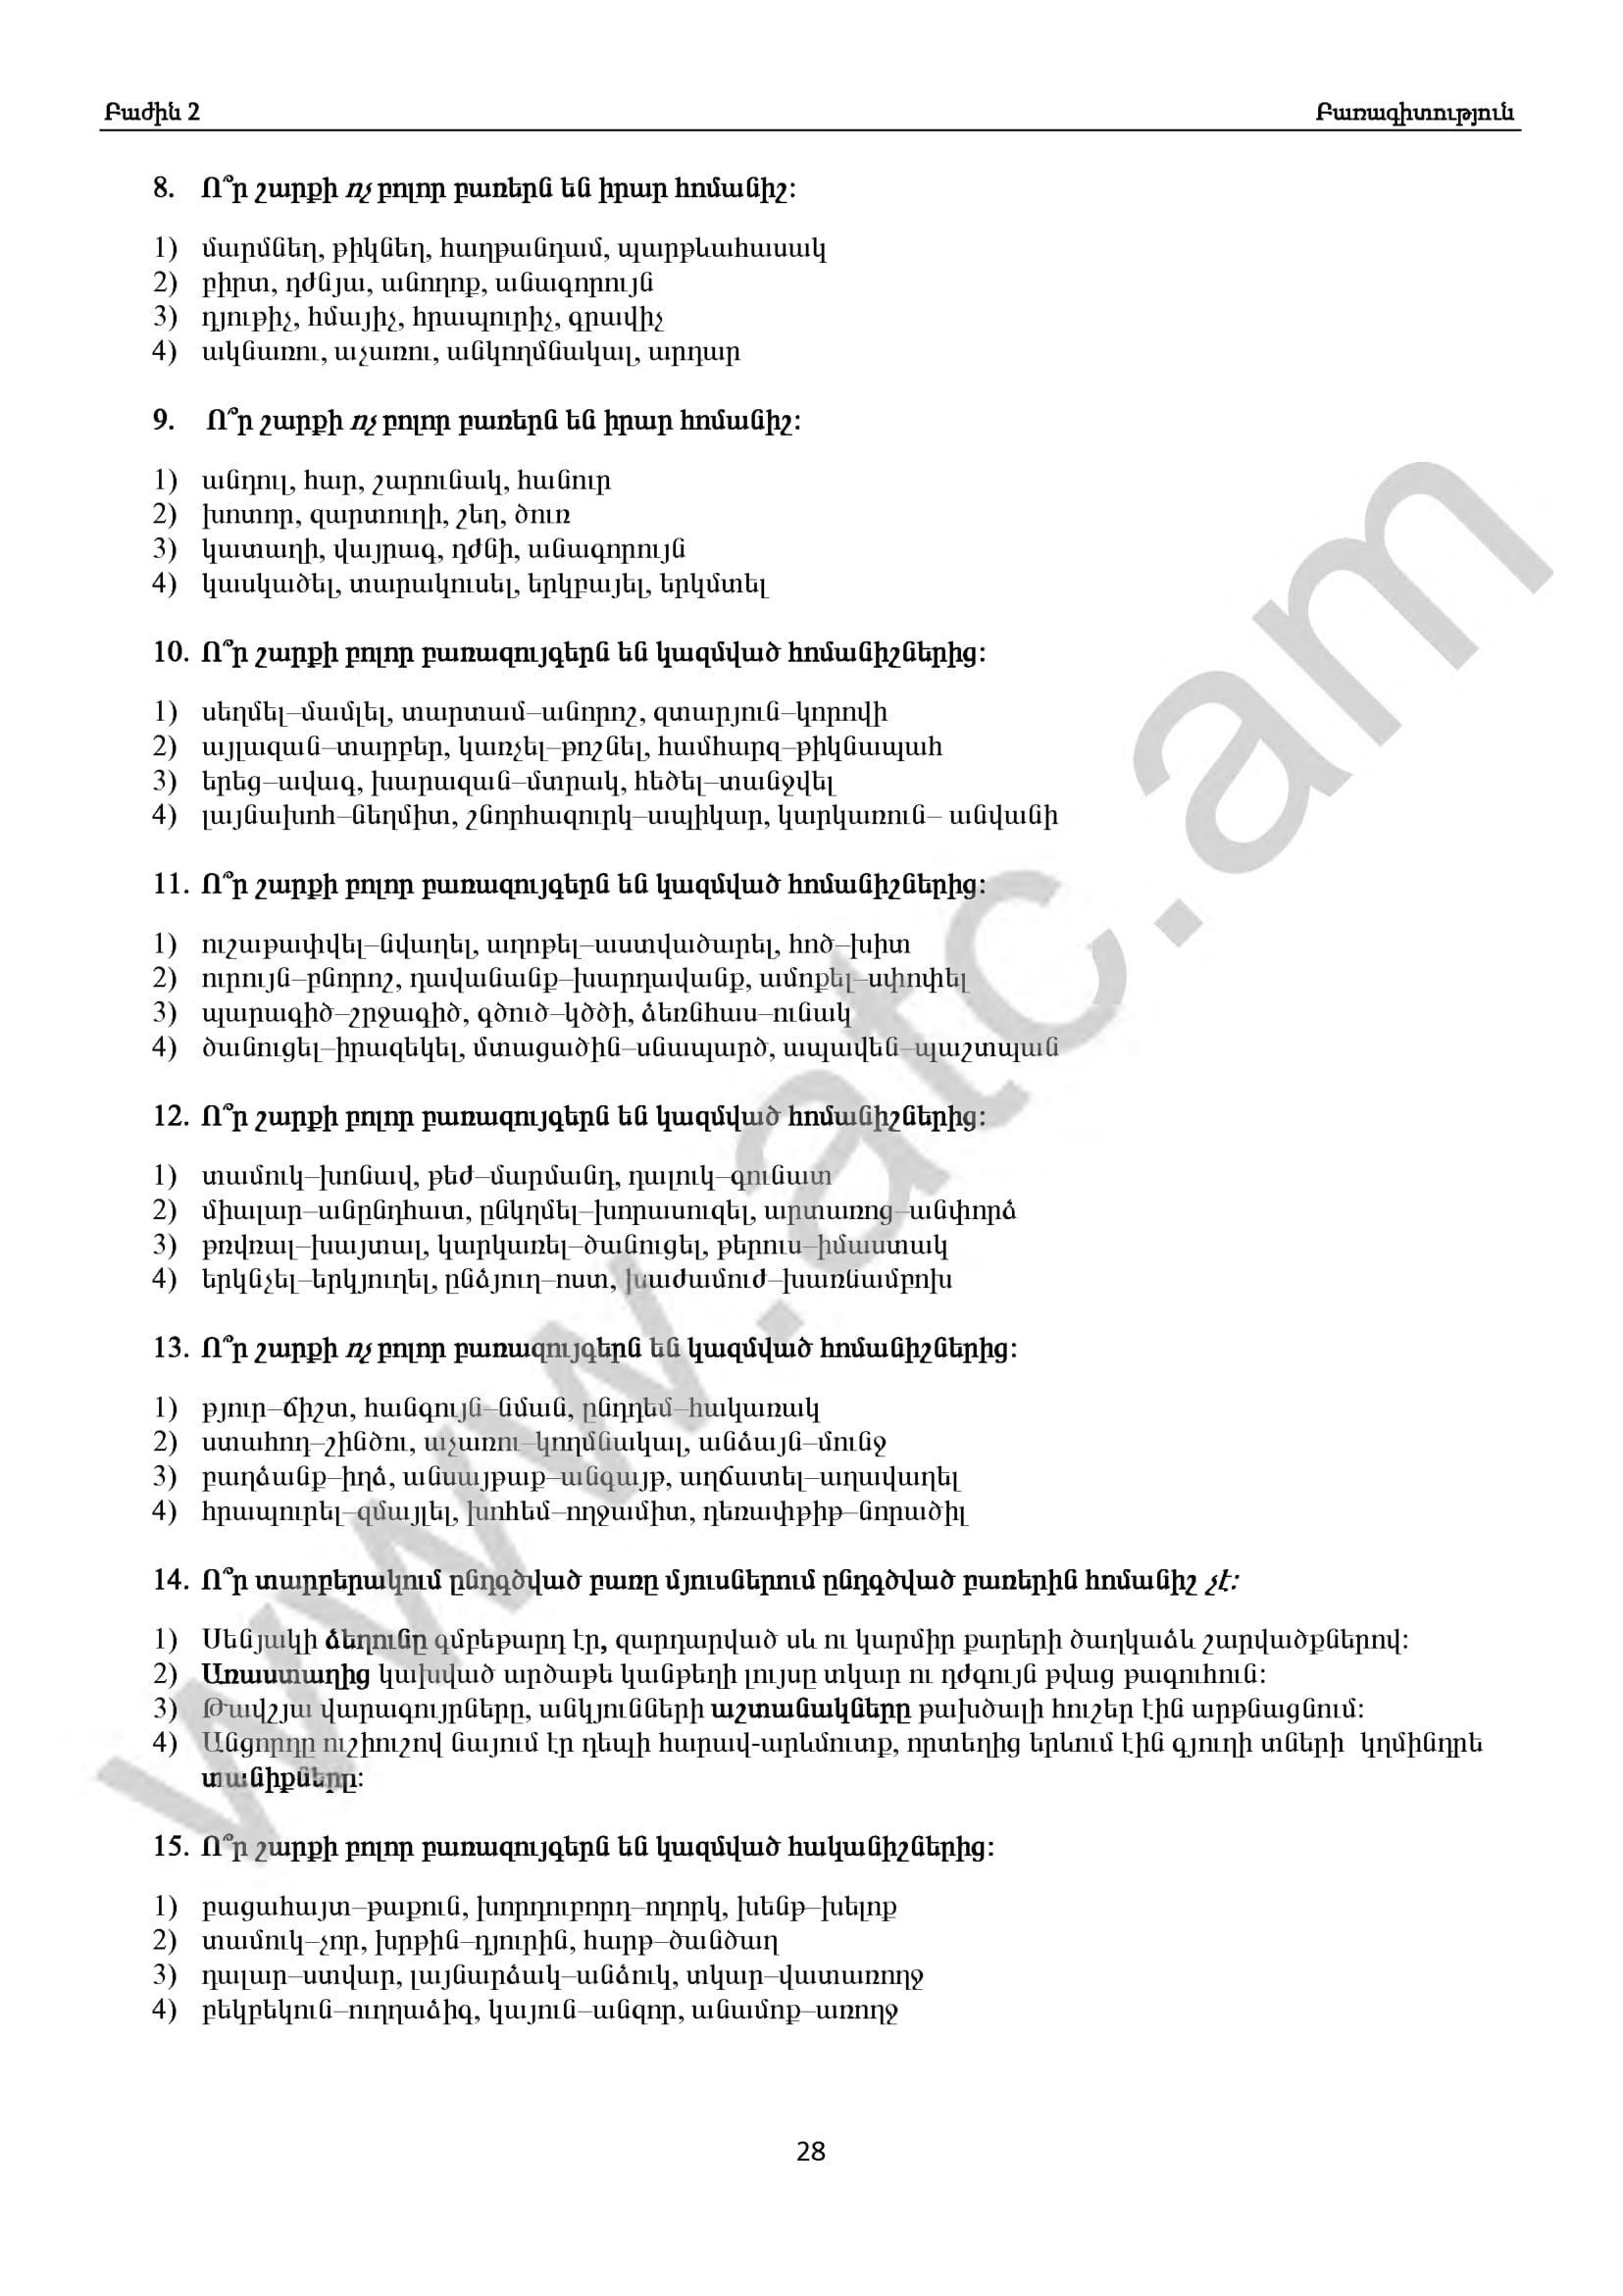 Բաժին 2 Բառագիտություն
8. Ո՞ր շարքի ոչ բոլոր բառերն են իրար հոմանիշ:
1) մարմնեղ, թիկնեղ, հաղթանդամ, պարթևահասակ
2) բիրտ, դժնյա, անողոք, անագորույն
3) դյութիչ, հմայիչ, հրապուրիչ, գրավիչ
4) ակնառու, աչառու, անկողմնակալ, արդար
9. Ո՞ր շարքի ոչ բոլոր բառերն են իրար հոմանիշ:
1) անդուլ, հար, շարունակ, հանուր
2) խոտոր, զարտուղի, շեղ, ծուռ
3) կատաղի, վայրագ, դժնի, անագորույն
4) կասկածել, տարակուսել, երկբայել, երկմտել
10. Ո՞ր շարքի բոլոր բառազույգերն են կազմված հոմանիշներից:
1) սեղմել–մամլել, տարտամ–անորոշ, զտարյուն–կորովի
2) այլազան–տարբեր, կառչել–թոշնել, համհարզ–թիկնապահ
3) երեց–ավագ, խարազան–մտրակ, հեծել–տանջվել
4) լայնախոհ–նեղմիտ, շնորհազուրկ–ապիկար, կարկառուն– անվանի
11. Ո՞ր շարքի բոլոր բառազույգերն են կազմված հոմանիշներից:
1) ուշաթափվել–նվաղել, աղոթել–աստվածարել, հոծ–խիտ
2) ուրույն–բնորոշ, դավանանք–խարդավանք, ամոքել–սփոփել
3) պարագիծ–շրջագիծ, գծուծ–կծծի, ձեռնհաս–ունակ
4) ծանուցել–իրազեկել, մտացածին–սնապարծ, ապավեն–պաշտպան
12. Ո՞ր շարքի բոլոր բառազույգերն են կազմված հոմանիշներից:
1) տամուկ–խոնավ, թեժ–մարմանդ, դալուկ–գունատ
2) միալար–անընդհատ, ընկղմել–խորասուզել, արտառոց–անփորձ
3) թռվռալ–խայտալ, կարկառել–ծանուցել, թերուս–իմաստակ
4) երկնչել–երկյուղել, ընձյուղ–ոստ, խաժամուժ–խառնամբոխ
13. Ո՞ր շարքի ոչ բոլոր բառազույգերն են կազմված հոմանիշներից:
1) բյուր–ճիշտ, հանգույն–նման, ընդդեմ–հակառակ
2) ստահոդ–շինծու, աչառու–կողմնակալ, անձայն–մունջ
3) բաղձանք–իղձ, անսայթաք–անգայթ, աղճատել–աղավաղել
4) հրապուրել–զմայլել, խոհեմ–ողջամիտ, դեռափթիթ–նորածիլ
14. Ո՞ր տարբերակում ընդգծված բառը մյուսներում ընդգծված բառերին հոմանիշ չէ:
1) Սենյակի ձեղունը գմբեթարդ էր, զարդարված սև ու կարմիր քարերի ծաղկաձև շարվածքներով:
2) Առաստաղից կախված արծաթե կանթեղի լույսը տկար ու դժգույն թվաց թագուհուն:
3) Թավշյա վարագույրները, անկյունների աշտանակները թախծալի հուշեր էին արթնացնում:
4) Անցորդը ուշիուշով նայում էր դեպի հարավ-արևմուտք, որտեղից երևում էին գյուղի տների կղմինդրե
տանիքները:
15. Ո՞ր շարքի բոլոր բառազույգերն են կազմված հականիշներից:
1) բացահայտ–թաքուն, խորդուբորդ–ողորկ, խենթ–խելոք
2) տամուկ–չոր, խրթին–դյուրին, հարթ–ծանծաղ
3) դալար–ստվար, լայնարձակ–անձուկ, տկար–վատառողջ
4) բեկբեկուն–ուղղաձիգ, կայուն–անզոր, անամոք–առողջ
28
www.atc.am